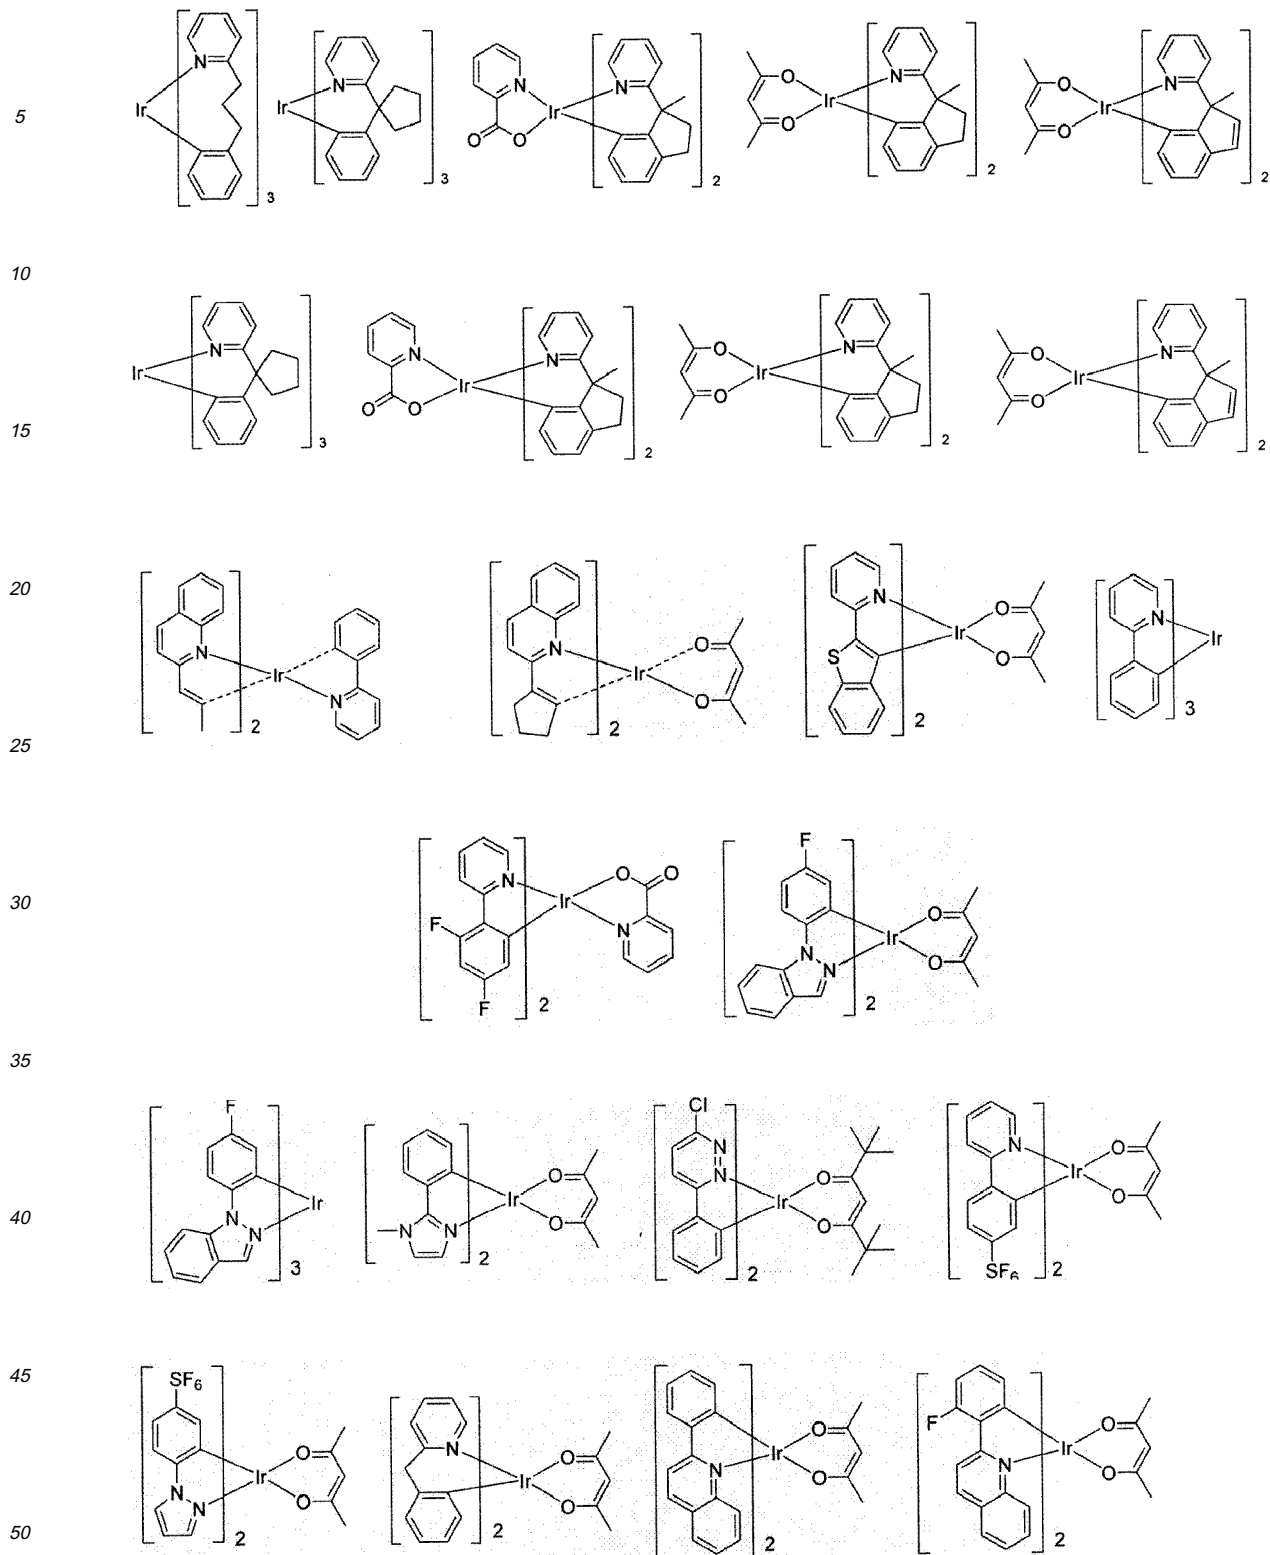 5
N Ir 3
N Ir 3
N O O Ir N 2
O O Ir N 2
O O Ir N 2
10
N Ir 3
N O O Ir N 2
O O Ir N 2
O O Ir N 2
15
20
N 2 Ir N
N 2 Ir O O
N S 2 Ir O O
N 3 Ir
25
N F F 2 Ir O O N
F N N 2 Ir O O
30
35
F N N 3 Ir
N N 2 Ir O O
Cl N N 2 Ir O O
N SF6 2 Ir O O
40
45
SF6 N N 2 Ir O O
N 2 Ir O O
N 2 Ir O O
F N 2 Ir O O
50